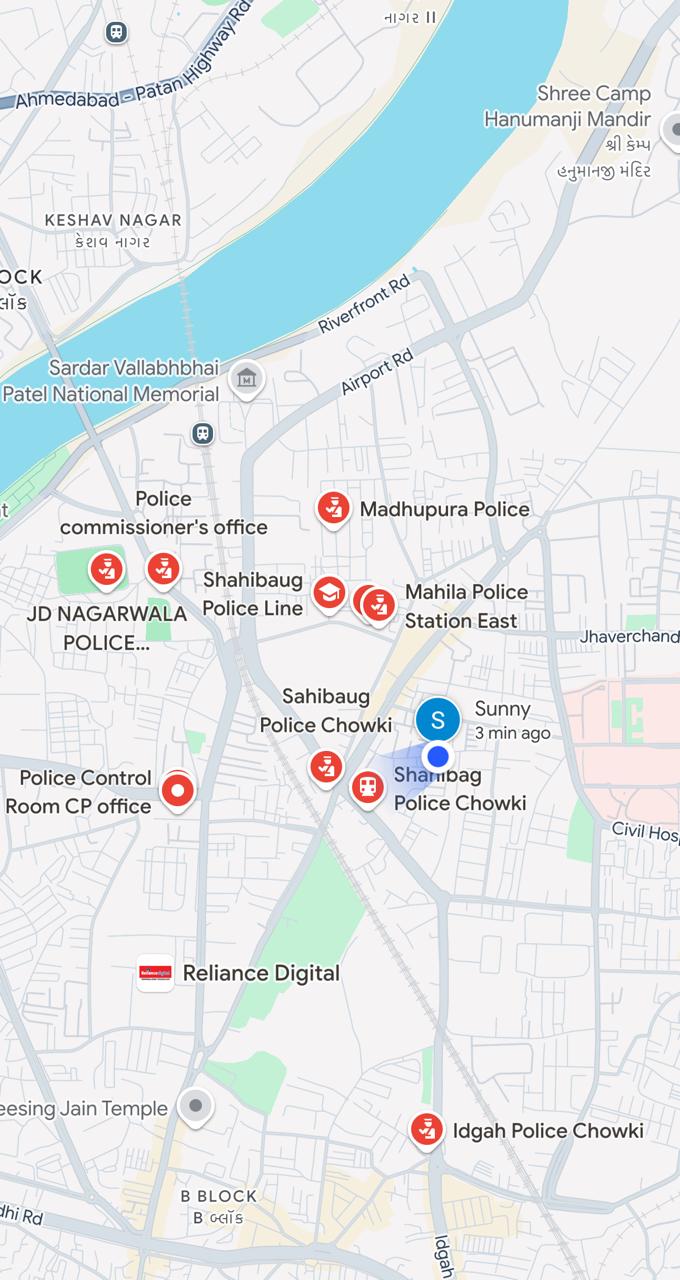 નાગર II
Ahmedabad - Patan Highway Rd
Shree Camp
Hanumanji Mandir
શ્રી કેમ્પ
હનુમાનજી મંદિર
KESHAV NAGAR
કેશવ નાગર
OCK
લૉક
Riverfront Rd
Airport Rd
Sardar Vallabhbhai
Patel National Memorial
M
Police
commissioner's office
Madhupura Police
Shahibaug
Police Line
Mahila Police
Station East
JD NAGARWALA
POLICE...
Jhaverchand
Sahibaug
Police Chowki
S
Sunny
3 min ago
Shahibag
Police Chowki
Police Control
Room CP office
Civil Hosp
Reliance Digital
eesing Jain Temple
Idgah Police Chowki
B BLOCK
B બ્લૉક
dhi Rd
Idgah